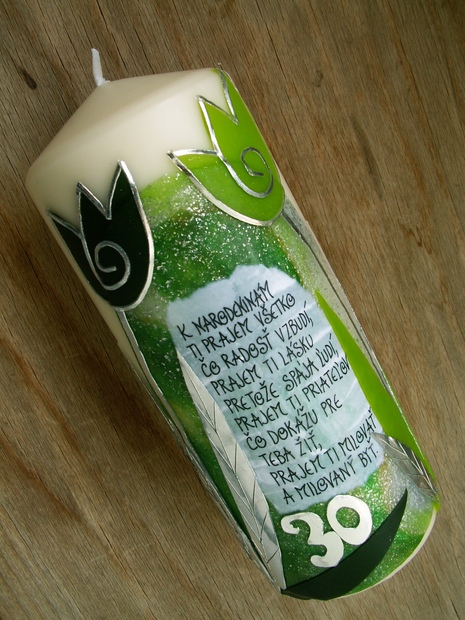 K NARODENINÁM
TI PRAJEM VŠETKO
ČO RADOSŤ VZBUDÍ
PRAJEM TI LÁSKU
PRETOŽE SPÁJA ĽUDÍ,
PRAJEM TI PRIATEĽOV
ČO DOKÁŽU PRE
TEBA ŽIŤ,
PRAJEM TI MILOVAŤ
A MILOVANÝ BYŤ.
30